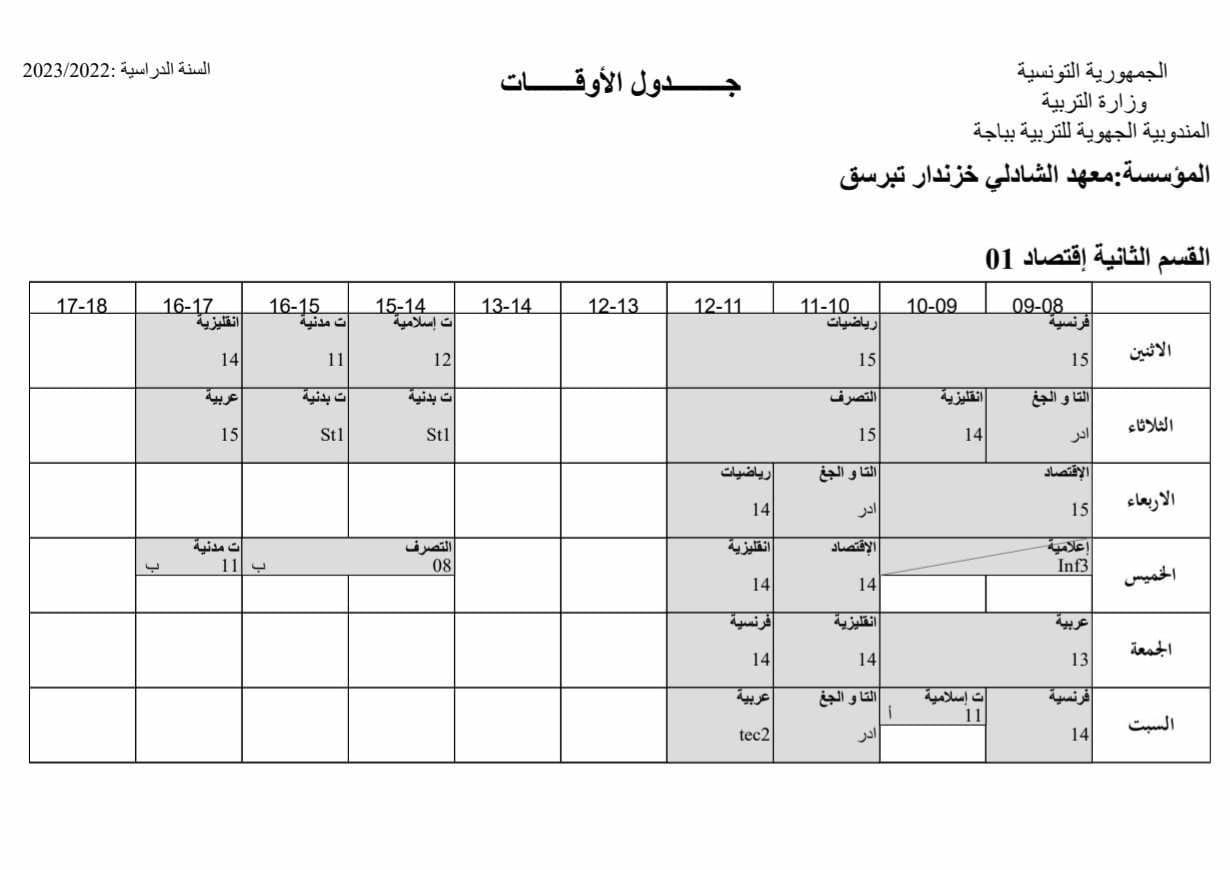 الجمهورية التونسية
وزارة التربية
المندوبية الجهوية للتربية بباجة
جـــــــدول الأوقـــــــات
السنة الدراسية :2023/2022
المؤسسة:معهد الشادلي خزندار تبرسق
القسم الثانية إقتصاد 01
09-08 10-09 11-10 12-11 12-13 13-14 15-14 16-15 16-17 17-18
الاثنين
فرنسية رياضيات ت إسلامية ت مدنية انقليزية
15 15 12 11 14
الثلاثاء
التا و الجغ انقليزية التصرف ت بدنية ت بدنية عربية
ادر 14 15 St1 St1 15
الاربعاء
الإقتصاد التا و الجغ رياضيات
15 ادر 14
الخميس
إعلامية الإقتصاد انقليزية التصرف ت مدنية
Inf3 08 ب 11 ب
14 14
الجمعة
عربية انقليزية فرنسية
13 14 14
السبت
فرنسية ت إسلامية التا و الجغ عربية
11 أ
14 ادر tec2